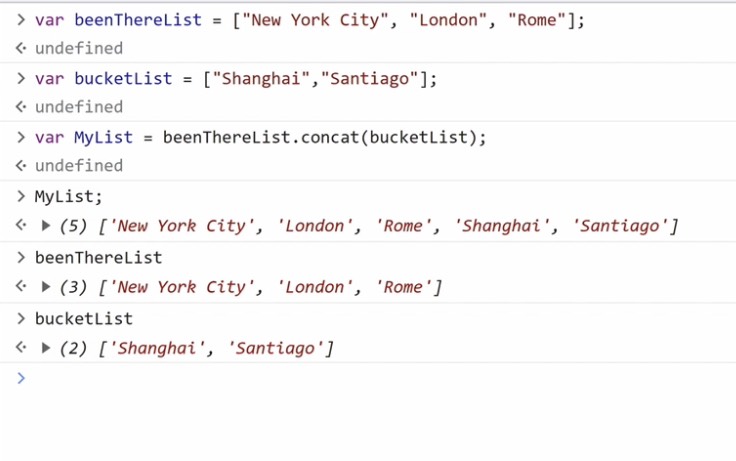 > var beenThereList = ["New York City", "London", "Rome"];
<· undefined
> var bucketList = ["Shanghai","Santiago"];
<· undefined
> var MyList = beenThereList.concat(bucketList);
<· undefined
> MyList;
<· ▶ (5) ['New York City', 'London', 'Rome', 'Shanghai', 'Santiago']
> beenThereList
<· ▶ (3) ['New York City', 'London', 'Rome']
> bucketList
<· ▶ (2) ['Shanghai', 'Santiago']
>